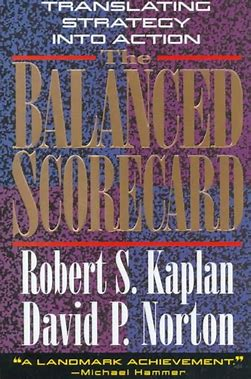 TRANSLATING
STRATEGY
INTO ACTION
The
BALANCED
SCORECARD
Robert S. Kaplan
David P. Norton
"A LANDMARK ACHIEVEMENT."
—Michael Hammer